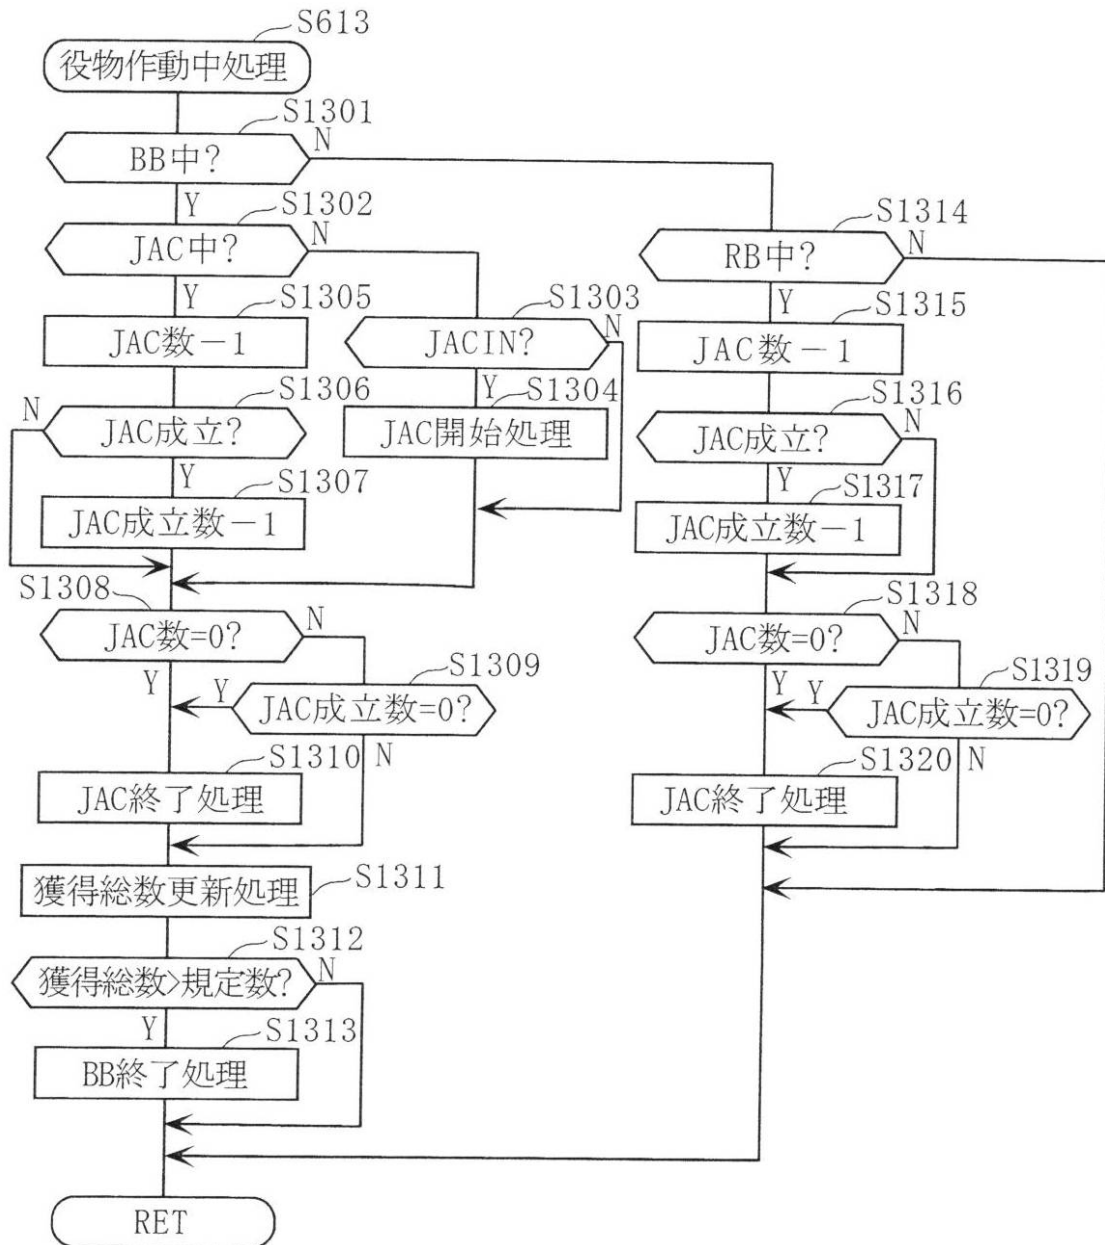 S613
役物作動中処理
S1301
BB中?
N
Y
S1302
JAC中?
N
Y
S1305
JAC数－1
S1303
JACIN?
N
Y
S1304
JAC開始処理
S1306
N
JAC成立?
Y
S1307
JAC成立数－1
S1308
JAC数=0?
N
Y
S1309
Y
JAC成立数=0?
N
S1310
JAC終了処理
獲得総数更新処理
S1311
S1312
獲得総数>規定数?
N
Y
S1313
BB終了処理
RET
S1314
RB中?
N
Y
S1315
JAC数－1
S1316
JAC成立?
N
Y
S1317
JAC成立数－1
S1318
JAC数=0?
N
Y
S1319
Y
JAC成立数=0?
N
S1320
JAC終了処理